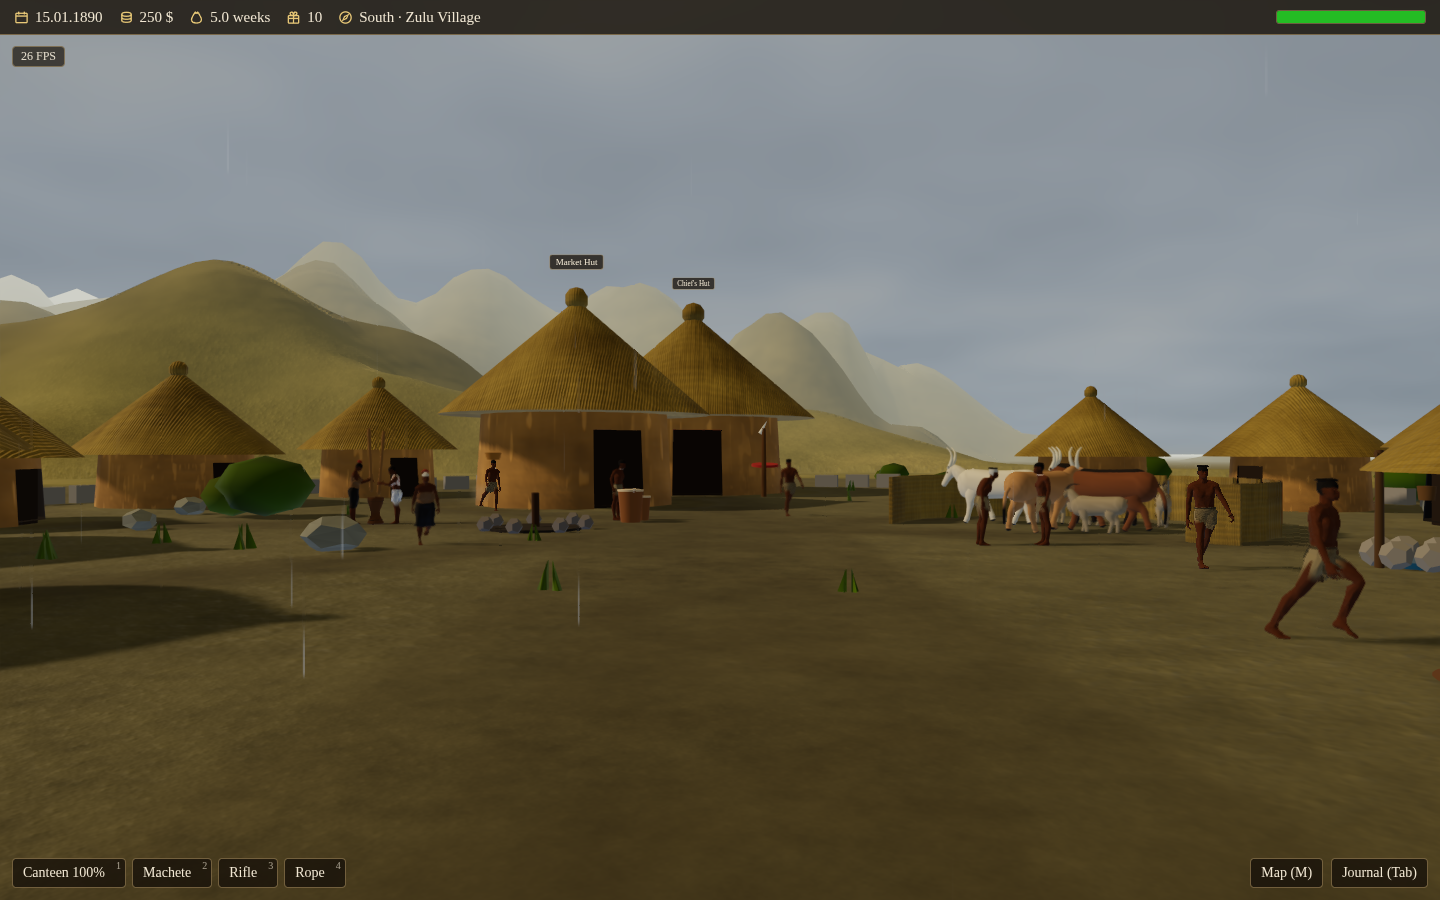 15.01.1890 250 $ 5.0 weeks 10 South · Zulu Village
26 FPS
Market Hut
Chief's Hut
Canteen 100% 1 Machete 2 Rifle 3 Rope 4 Map (M) Journal (Tab)